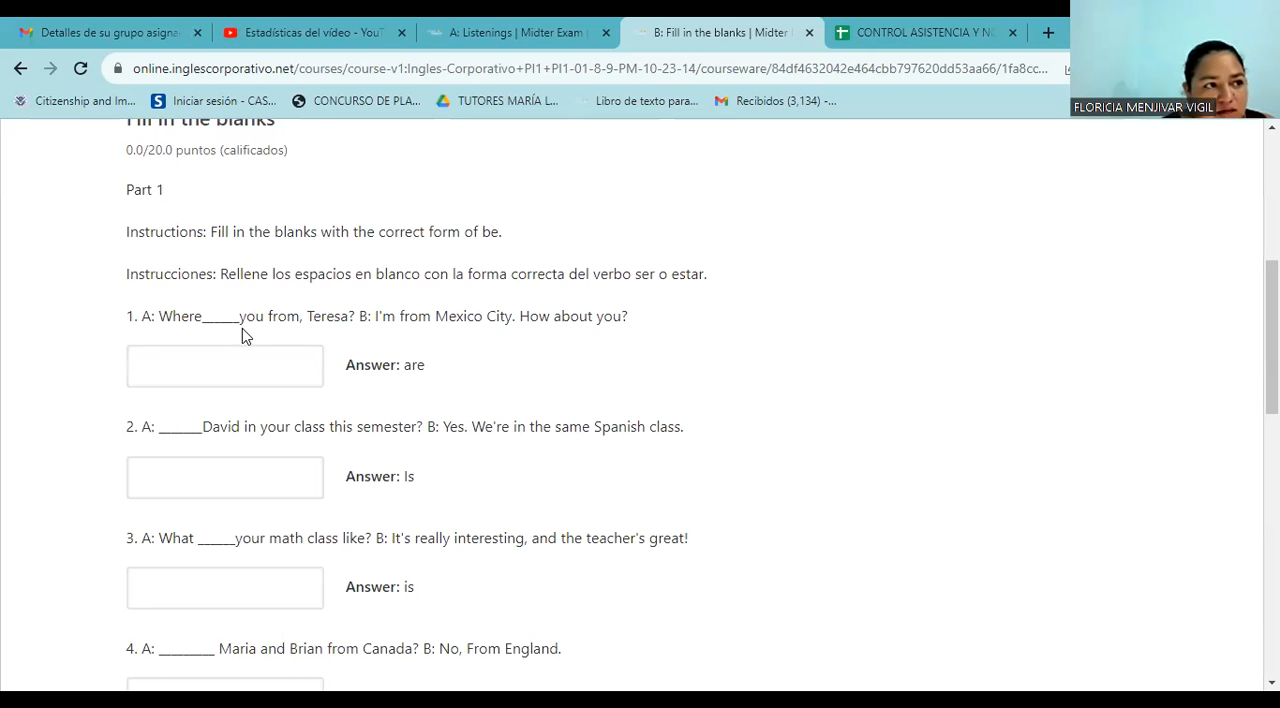 Detalles de su grupo asigna
Estadísticas del vídeo - YouT
A: Listenings | Midter Exam
B: Fill in the blanks | Midter
CONTROL ASISTENCIA Y NO
online.inglescorporativo.net/courses/course-v1:Ingles-Corporativo+PI1+PI1-01-8-9-PM-10-23-14/courseware/84df4632042e464cbb797620dd53aa66/1fa8cc...
Citizenship and Im...
Iniciar sesión - CAS...
CONCURSO DE PLA...
TUTORES MARÍA L...
Libro de texto para...
Recibidos (3,134) -...
FLORICIA MENJIVAR VIGIL
Fill in the blanks
0.0/20.0 puntos (calificados)
Part 1
Instructions: Fill in the blanks with the correct form of be.
Instrucciones: Rellene los espacios en blanco con la forma correcta del verbo ser o estar.
1. A: Where______you from, Teresa? B: I'm from Mexico City. How about you?
Answer: are
2. A: ______David in your class this semester? B: Yes. We're in the same Spanish class.
Answer: Is
3. A: What ______your math class like? B: It's really interesting, and the teacher's great!
Answer: is
4. A: ________ Maria and Brian from Canada? B: No, From England.